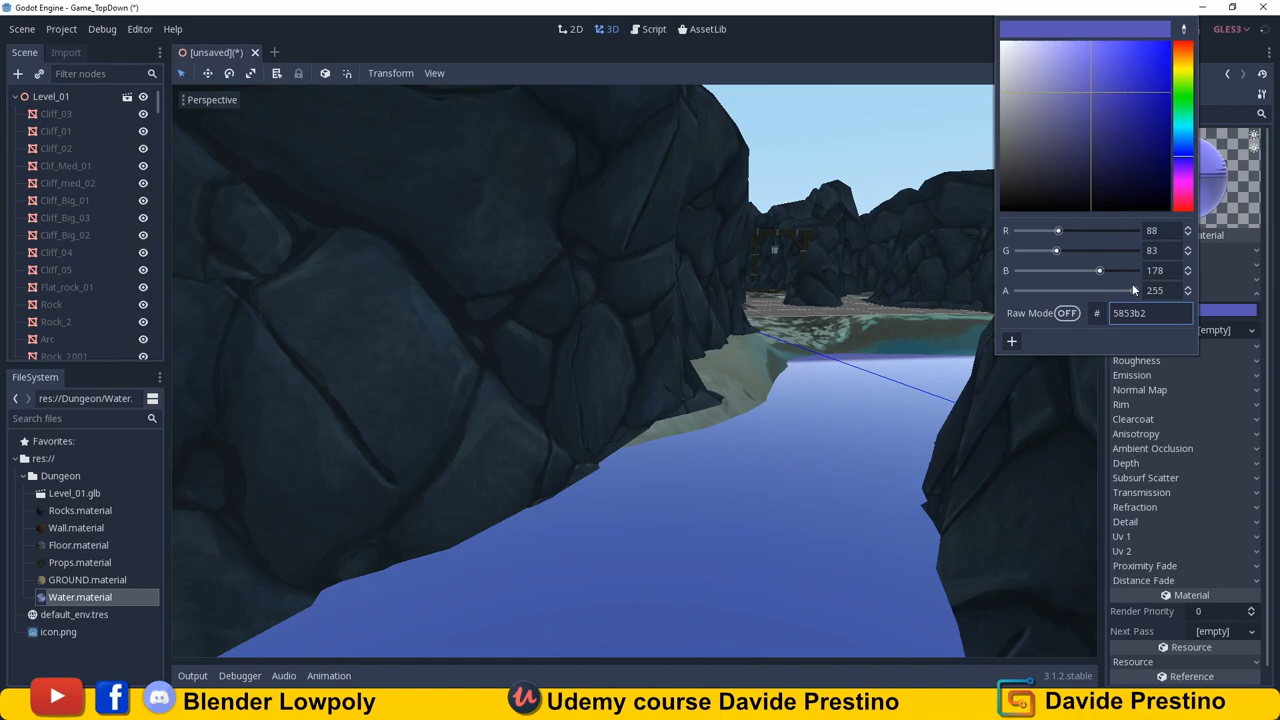 Godot Engine - Game_TopDown (*)
Scene Project Debug Editor Help
2D 3D Script AssetLib
GLES3
Scene Import
[unsaved](*)
Filter nodes
Transform View
Perspective
Level_01
Cliff_03
Cliff_01
Cliff_02
Clif_Med_01
Cliff_med_02
Cliff_Big_01
Cliff_Big_03
Cliff_Big_02
Cliff_04
Cliff_05
Flat_rock_01
Rock
Rock_2
Arc
Rock_2001
FileSystem
res://Dungeon/Water.
Search files
Favorites:
res://
Dungeon
Level_01.glb
Rocks.material
Wall.material
Floor.material
Props.material
GROUND.material
Water.material
default_env.tres
icon.png
R 88
G 83
B 178
A 255
Raw Mode OFF # 5853b2
Roughness
Emission
Normal Map
Rim
Clearcoat
Anisotropy
Ambient Occlusion
Depth
Subsurf Scatter
Transmission
Refraction
Detail
Uv 1
Uv 2
Proximity Fade
Distance Fade
Material
Render Priority 0
Next Pass [empty]
Resource
Resource
Reference
Output Debugger Audio Animation
3.1.2.stable
Blender Lowpoly
Udemy course Davide Prestino
Davide Prestino